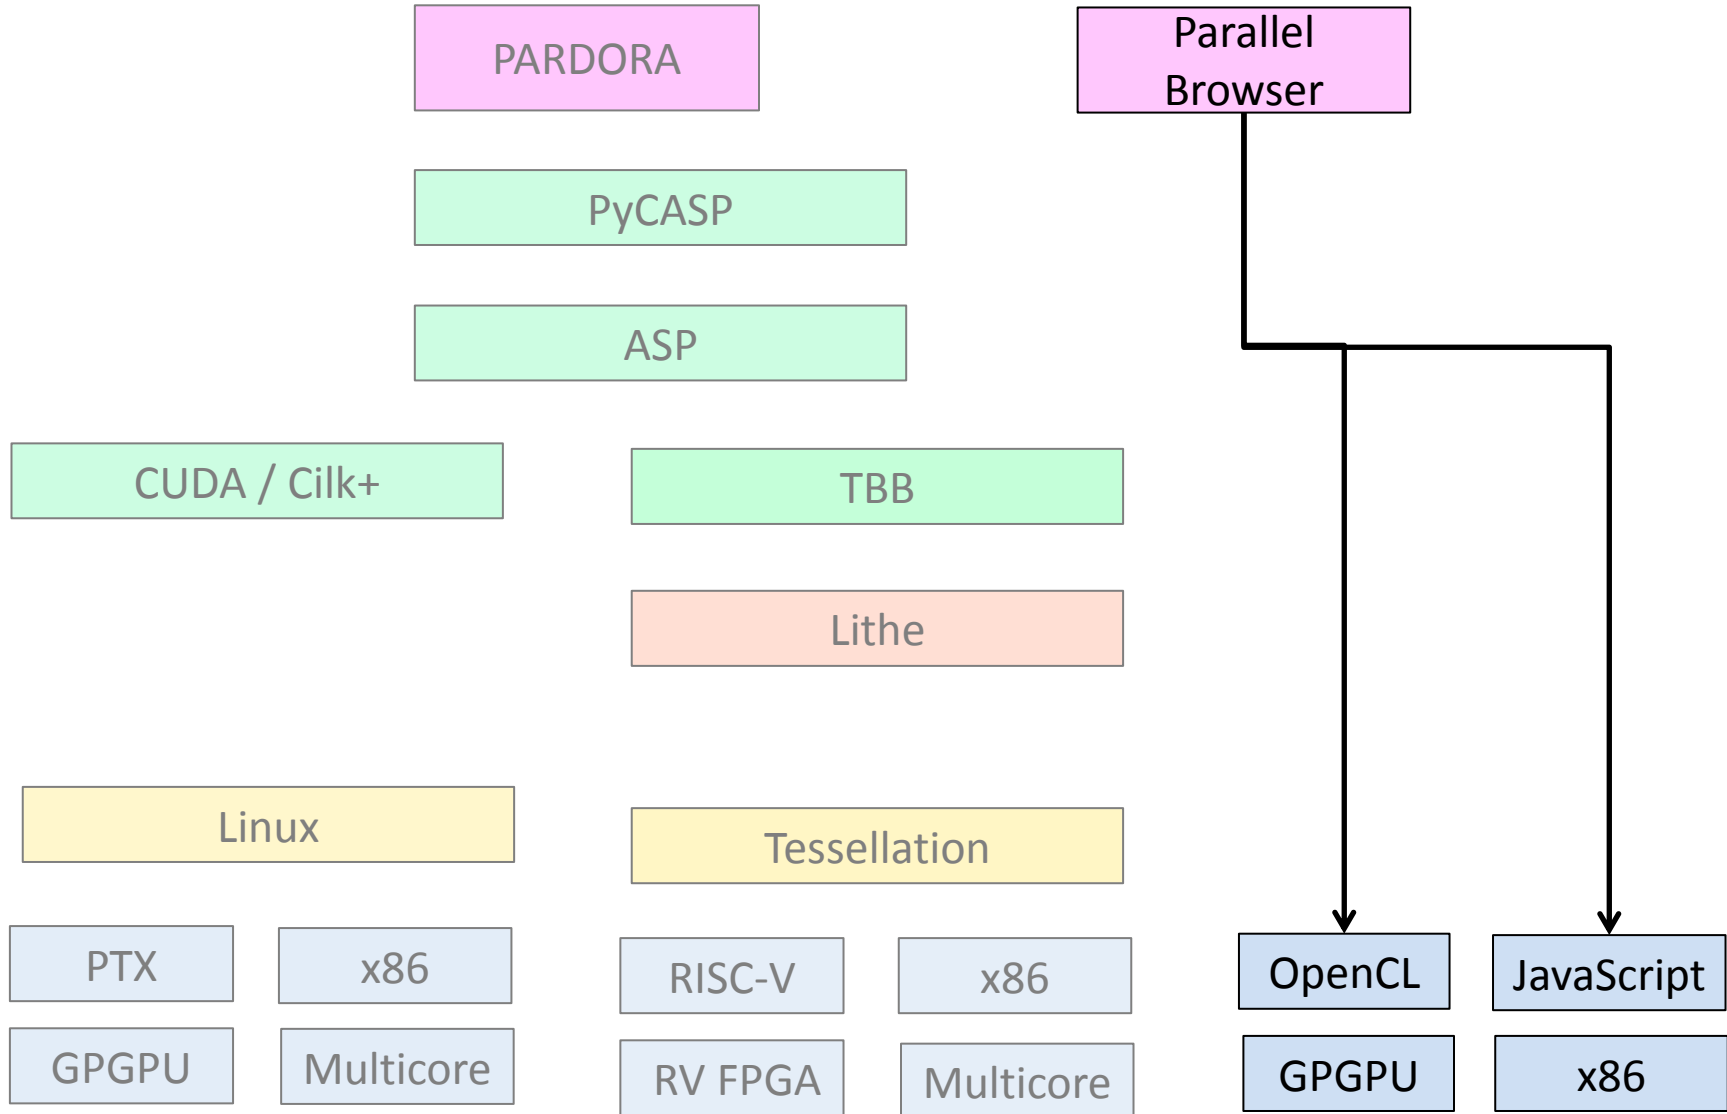 PARDORA
Parallel
Browser
PyCASP
ASP
CUDA / Cilk+
TBB
Lithe
Linux
Tessellation
PTX
x86
RISC-V
x86
OpenCL
JavaScript
GPGPU
Multicore
RV FPGA
Multicore
GPGPU
x86